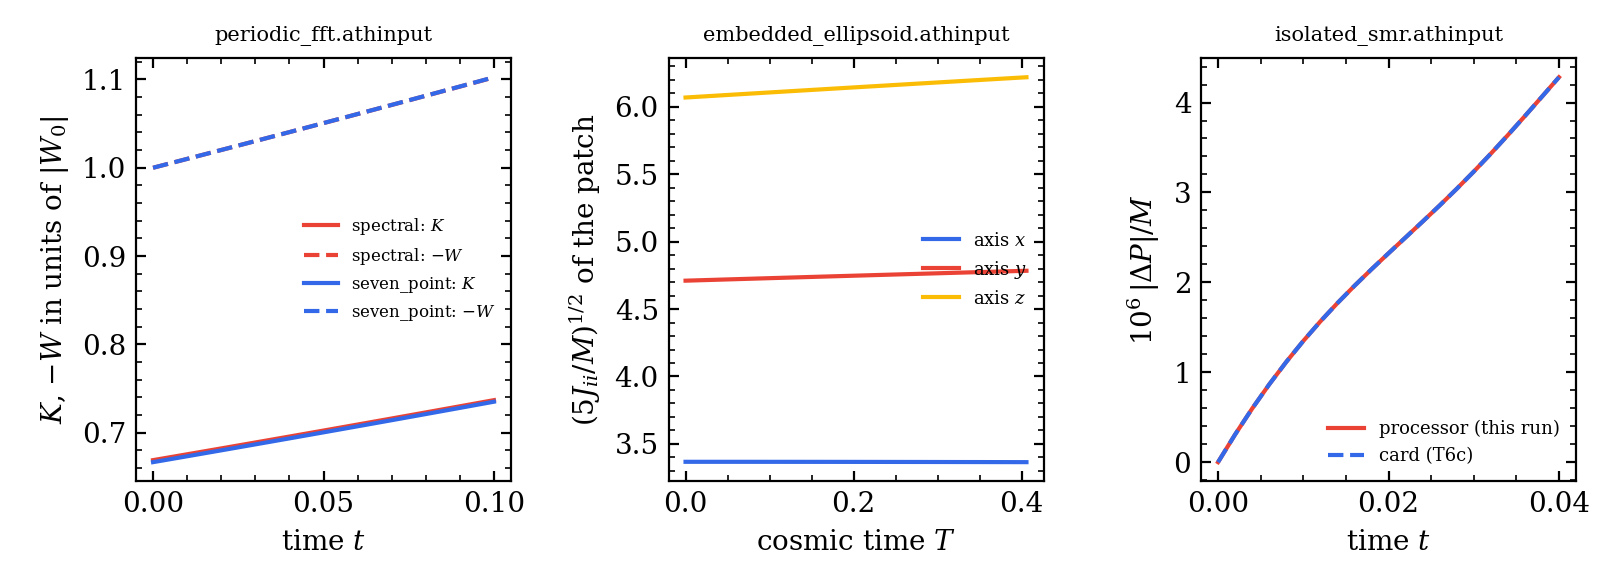 periodic_fft.athinput
K, −W in units of |W₀|
1.1
1.0
0.9
0.8
0.7
spectral: K
spectral: −W
seven_point: K
seven_point: −W
0.00
0.05
0.10
time t
embedded_ellipsoid.athinput
(5Jᵢᵢ/M)^{1/2} of the patch
6.0
5.5
5.0
4.5
4.0
3.5
axis x
axis y
axis z
0.0
0.2
0.4
cosmic time T
isolated_smr.athinput
10⁶ |ΔP|/M
4
3
2
1
0
processor (this run)
card (T6c)
0.00
0.02
0.04
time t